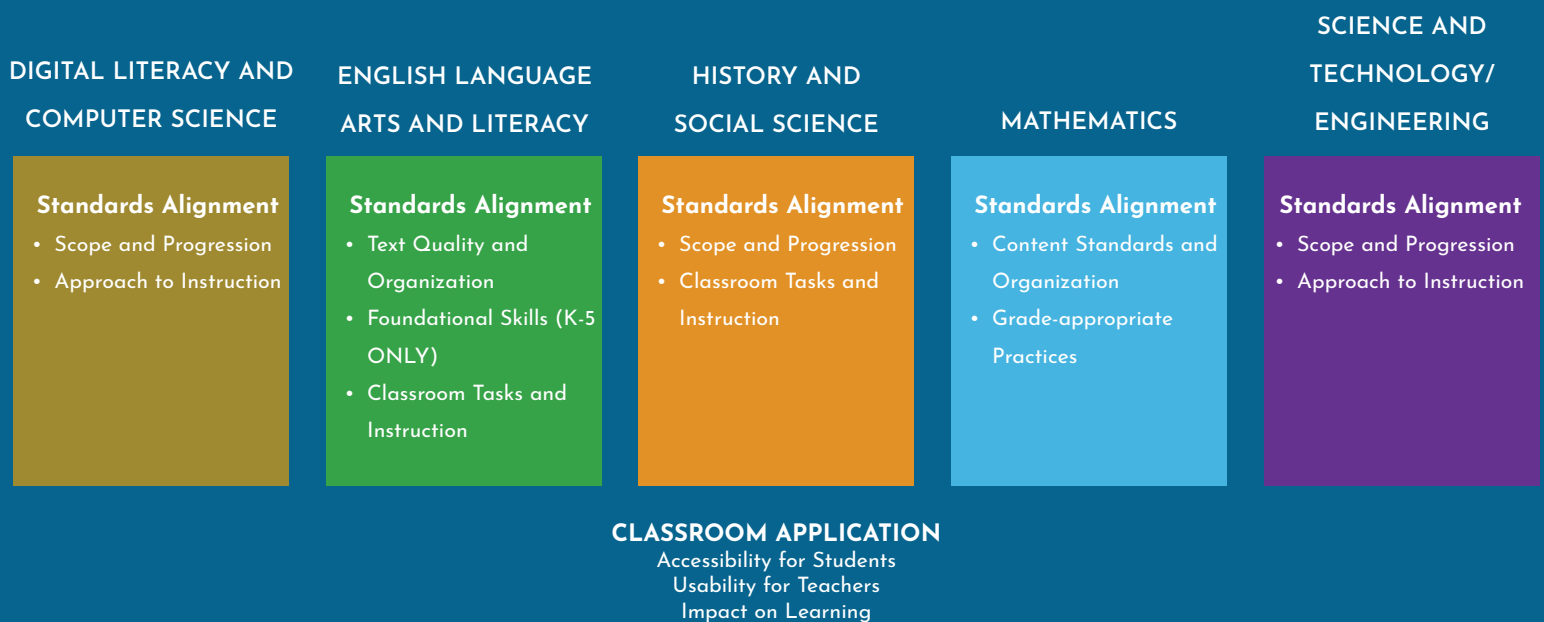 DIGITAL LITERACY AND
COMPUTER SCIENCE
Standards Alignment
• Scope and Progression
• Approach to Instruction
ENGLISH LANGUAGE
ARTS AND LITERACY
Standards Alignment
• Text Quality and
Organization
• Foundational Skills (K-5
ONLY)
• Classroom Tasks and
Instruction
HISTORY AND
SOCIAL SCIENCE
Standards Alignment
• Scope and Progression
• Classroom Tasks and
Instruction
MATHEMATICS
Standards Alignment
• Content Standards and
Organization
• Grade-appropriate
Practices
SCIENCE AND
TECHNOLOGY/
ENGINEERING
Standards Alignment
• Scope and Progression
• Approach to Instruction
CLASSROOM APPLICATION
Accessibility for Students
Usability for Teachers
Impact on Learning